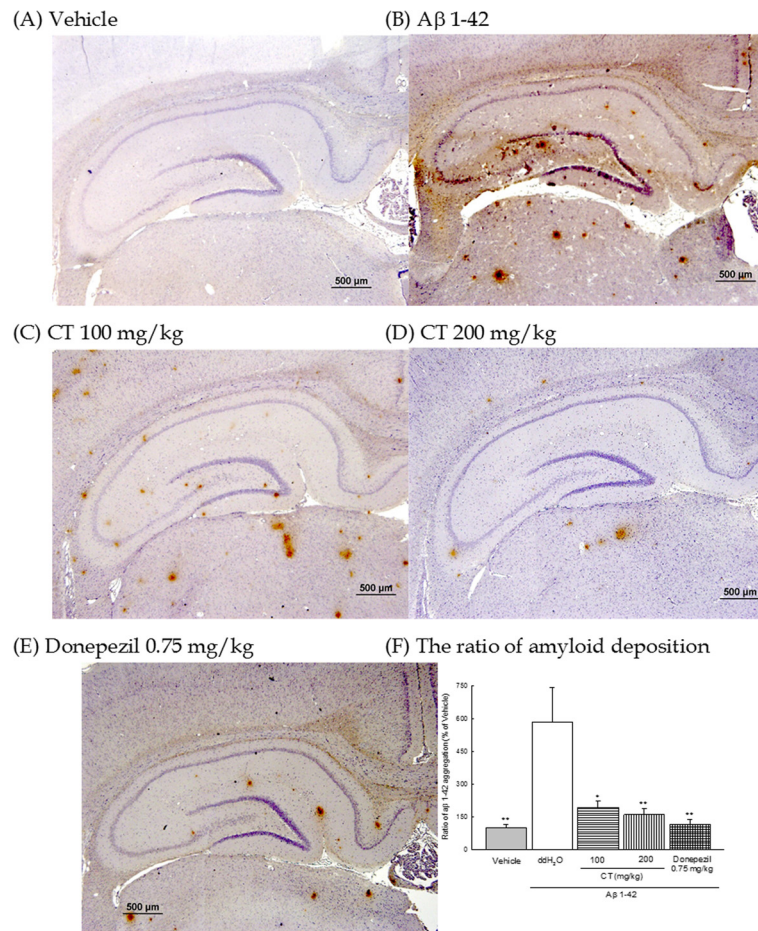 (A) Vehicle
(B) Aβ 1-42
500 µm
500 µm
(C) CT 100 mg/kg
(D) CT 200 mg/kg
500 µm
500 µm
(E) Donepezil 0.75 mg/kg
(F) The ratio of amyloid deposition
500 µm
Ratio of aβ 1-42 aggregation (% of Vehicle)
750
600
450
300
150
0
**
*
**
**
Vehicle
ddH₂O
100
200
Donepezil
0.75 mg/kg
CT (mg/kg)
Aβ 1-42